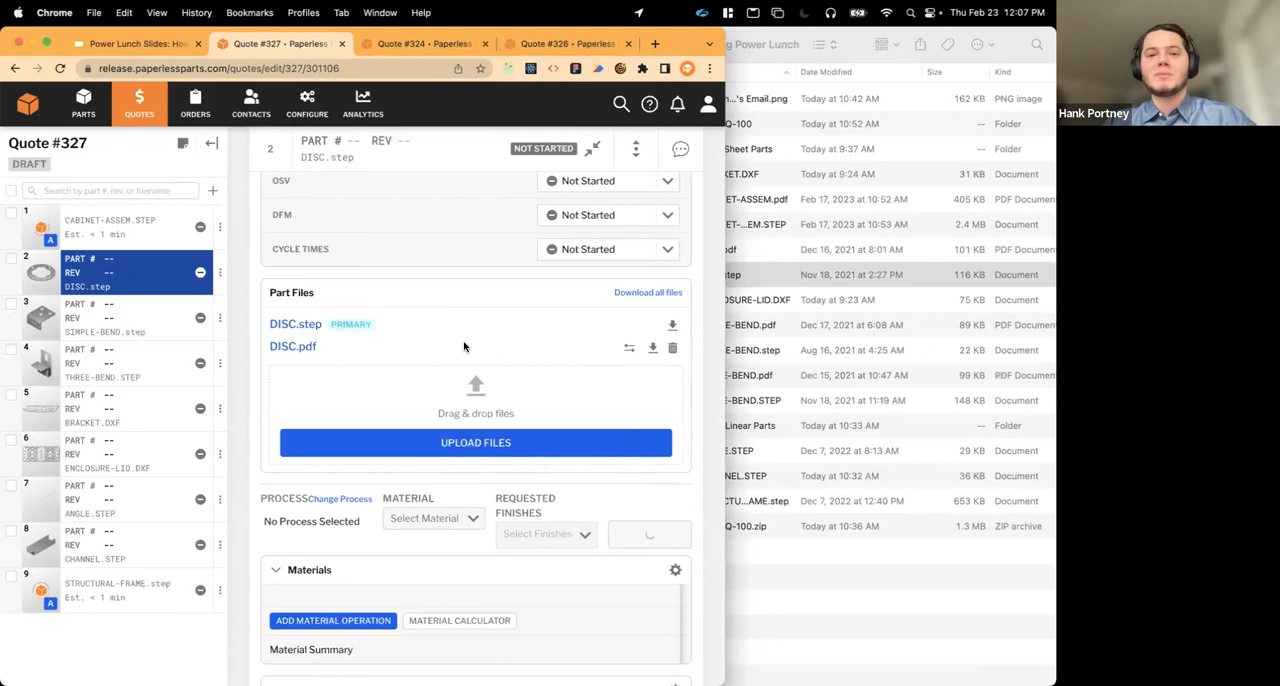 Chrome File Edit View History Bookmarks Profiles Tab Window Help Thu Feb 23 12:07 PM
Power Lunch Slides: How Quote #327 • Paperless Quote #324 • Paperless Quote #326 • Paperless
g Power Lunch
release.paperlessparts.com/quotes/edit/327/301106
PARTS QUOTES ORDERS CONTACTS CONFIGURE ANALYTICS
Quote #327
DRAFT
Search by part #, rev, or filename
1
CABINET-ASSEM.STEP
Est. < 1 min
A
2
PART # --
REV --
DISC.step
3
PART # --
REV --
SIMPLE-BEND.step
4
PART # --
REV --
THREE-BEND.STEP
5
PART # --
REV --
BRACKET.DXF
6
PART # --
REV --
ENCLOSURE-LID.DXF
7
PART # --
REV --
ANGLE.STEP
8
PART # --
REV --
CHANNEL.STEP
9
STRUCTURAL-FRAME.step
Est. < 1 min
A
2 PART # -- REV -- NOT STARTED
DISC.step
OSV Not Started
DFM Not Started
CYCLE TIMES Not Started
Part Files Download all files
DISC.step PRIMARY
DISC.pdf
Drag & drop files
UPLOAD FILES
PROCESS Change Process MATERIAL REQUESTED FINISHES
No Process Selected Select Material Select Finishes
Materials
ADD MATERIAL OPERATION MATERIAL CALCULATOR
Material Summary
Date Modified Size Kind
...'s Email.png Today at 10:42 AM 162 KB PNG image
Q-100 Today at 10:52 AM -- Folder
Sheet Parts Today at 9:37 AM -- Folder
KET.DXF Today at 9:24 AM 31 KB Document
ET-ASSEM.pdf Feb 17, 2023 at 10:52 AM 405 KB PDF Document
ET-...EM.STEP Feb 17, 2023 at 10:53 AM 2.4 MB Document
pdf Dec 16, 2021 at 8:01 AM 101 KB PDF Document
step Nov 18, 2021 at 2:27 PM 116 KB Document
OSURE-LID.DXF Today at 9:23 AM 75 KB Document
E-BEND.pdf Dec 17, 2021 at 6:08 AM 89 KB PDF Document
E-BEND.step Aug 16, 2021 at 4:25 AM 22 KB Document
-BEND.pdf Dec 15, 2021 at 10:47 AM 99 KB PDF Document
-BEND.STEP Nov 18, 2021 at 11:19 AM 148 KB Document
Linear Parts Today at 10:33 AM -- Folder
E.STEP Dec 7, 2022 at 8:13 AM 29 KB Document
NEL.STEP Today at 10:32 AM 36 KB Document
CTU...AME.step Dec 7, 2022 at 12:40 PM 653 KB Document
Q-100.zip Today at 10:36 AM 1.3 MB ZIP archive
Hank Portney